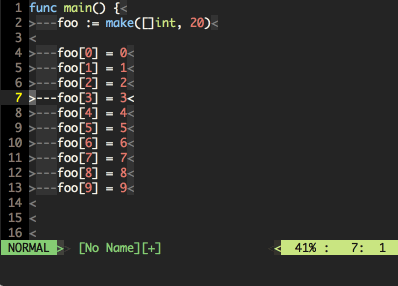 1 func main() {<
2 >---foo := make([]int, 20)<
3 <
4 >---foo[0] = 0<
5 >---foo[1] = 1<
6 >---foo[2] = 2<
7 >---foo[3] = 3<
8 >---foo[4] = 4<
9 >---foo[5] = 5<
10 >---foo[6] = 6<
11 >---foo[7] = 7<
12 >---foo[8] = 8<
13 >---foo[9] = 9<
14 <
15 <
16 <
NORMAL > [No Name][+] < 41% : 7: 1